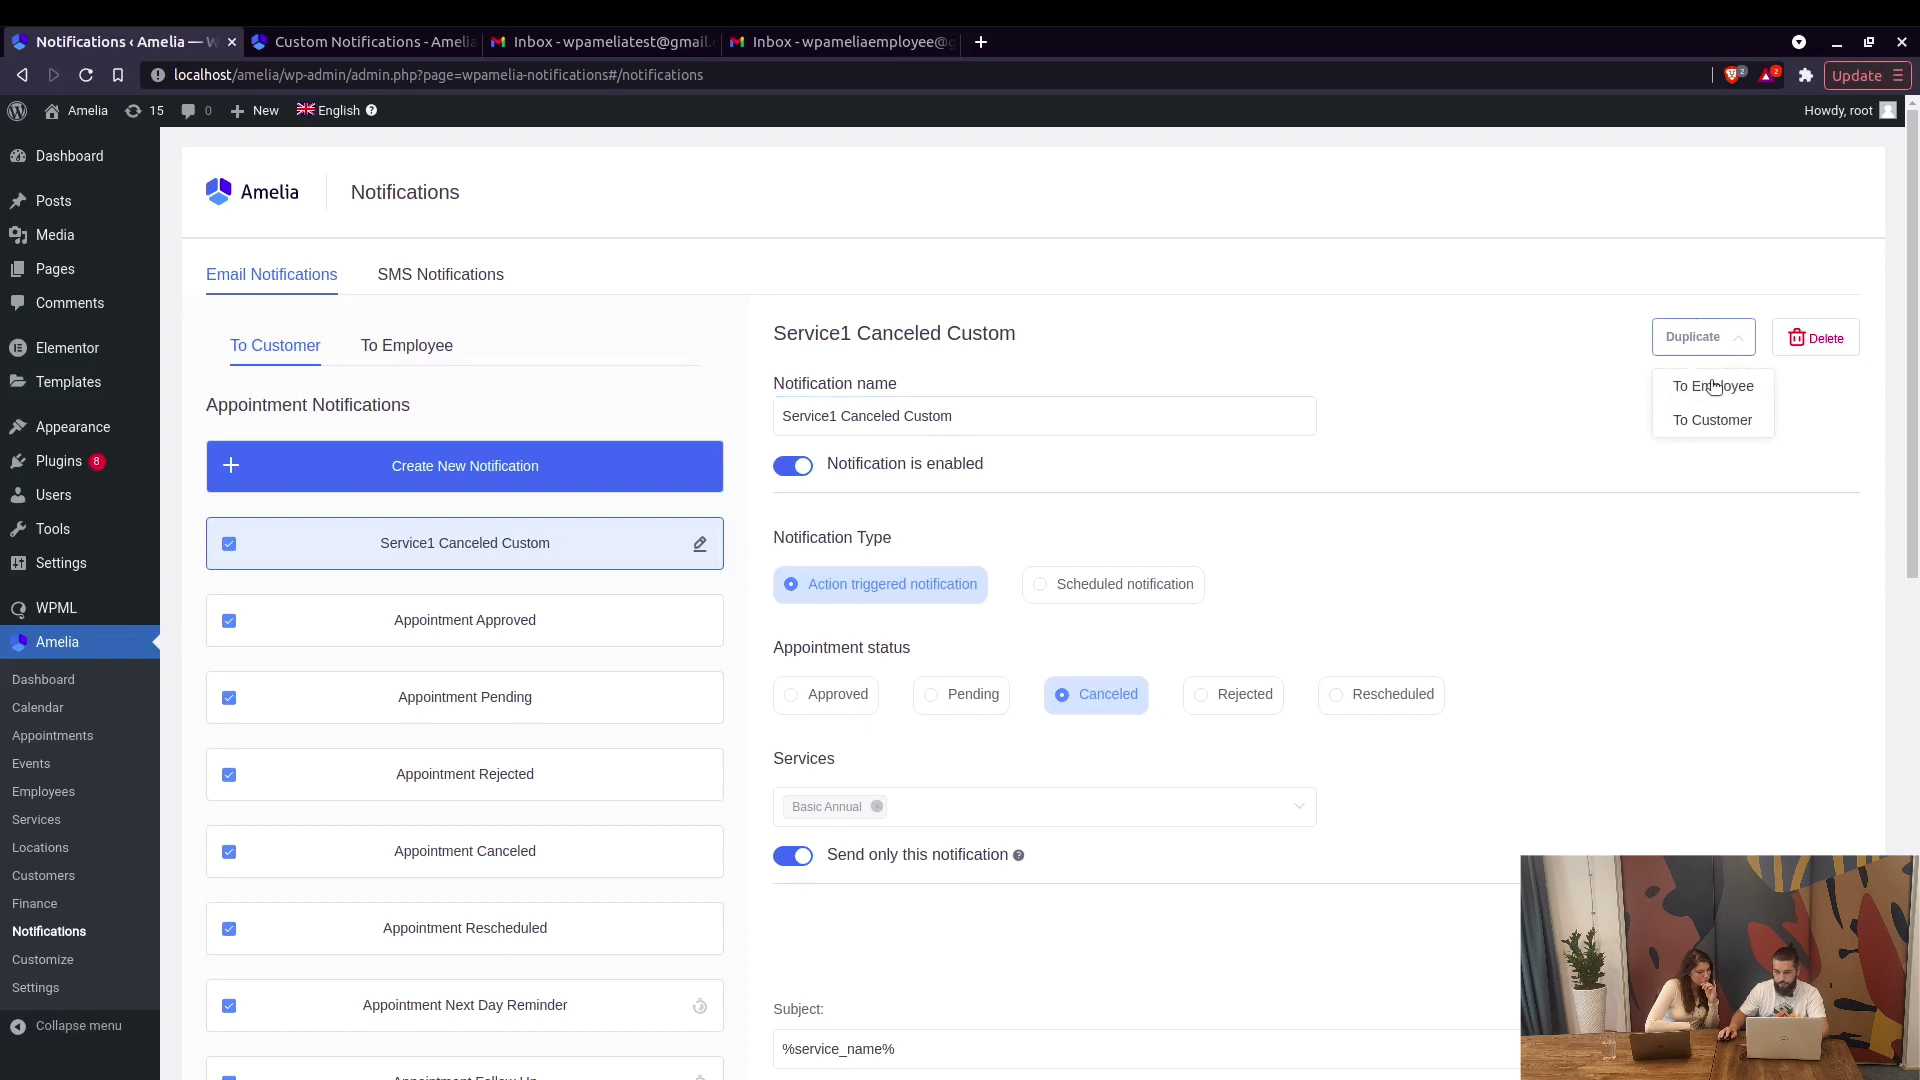 Notifications ‹ Amelia — W
Custom Notifications - Amelia
Inbox - wpameliatest@gmail.
Inbox - wpameliaemployee@g
localhost/amelia/wp-admin/admin.php?page=wpamelia-notifications#/notifications
2
2
Update
Amelia
15
0
New
English
Howdy, root
Dashboard
Posts
Media
Pages
Comments
Elementor
Templates
Appearance
Plugins 8
Users
Tools
Settings
WPML
Amelia
Dashboard
Calendar
Appointments
Events
Employees
Services
Locations
Customers
Finance
Notifications
Customize
Settings
Collapse menu
Amelia
Notifications
Email Notifications
SMS Notifications
To Customer
To Employee
Appointment Notifications
Create New Notification
Service1 Canceled Custom
Appointment Approved
Appointment Pending
Appointment Rejected
Appointment Canceled
Appointment Rescheduled
Appointment Next Day Reminder
Service1 Canceled Custom
Duplicate
Delete
To Employee
To Customer
Notification name
Service1 Canceled Custom
Notification is enabled
Notification Type
Action triggered notification
Scheduled notification
Appointment status
Approved
Pending
Canceled
Rejected
Rescheduled
Services
Basic Annual
Send only this notification
Subject:
%service_name%